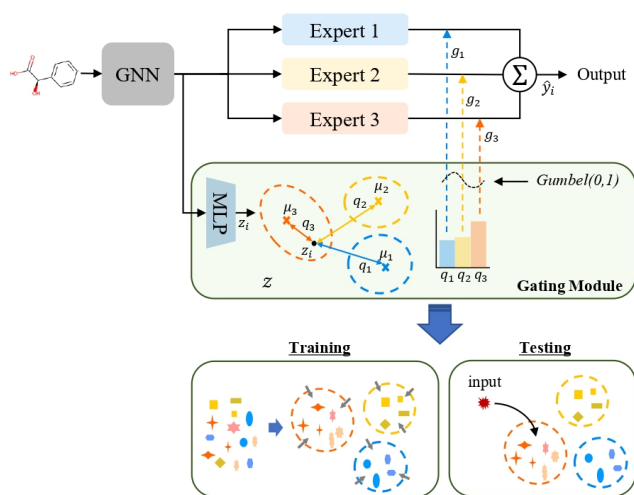 Expert 1
Expert 2
Expert 3
GNN
HO
O
OH
g₁
g₂
g₃
Σ
ŷᵢ
Output
Gumbel(0,1)
MLP
zᵢ
μ₃
q₃
zᵢ
μ₂
q₂
μ₁
q₁
z
q₁ q₂ q₃
Gating Module
Training
Testing
input